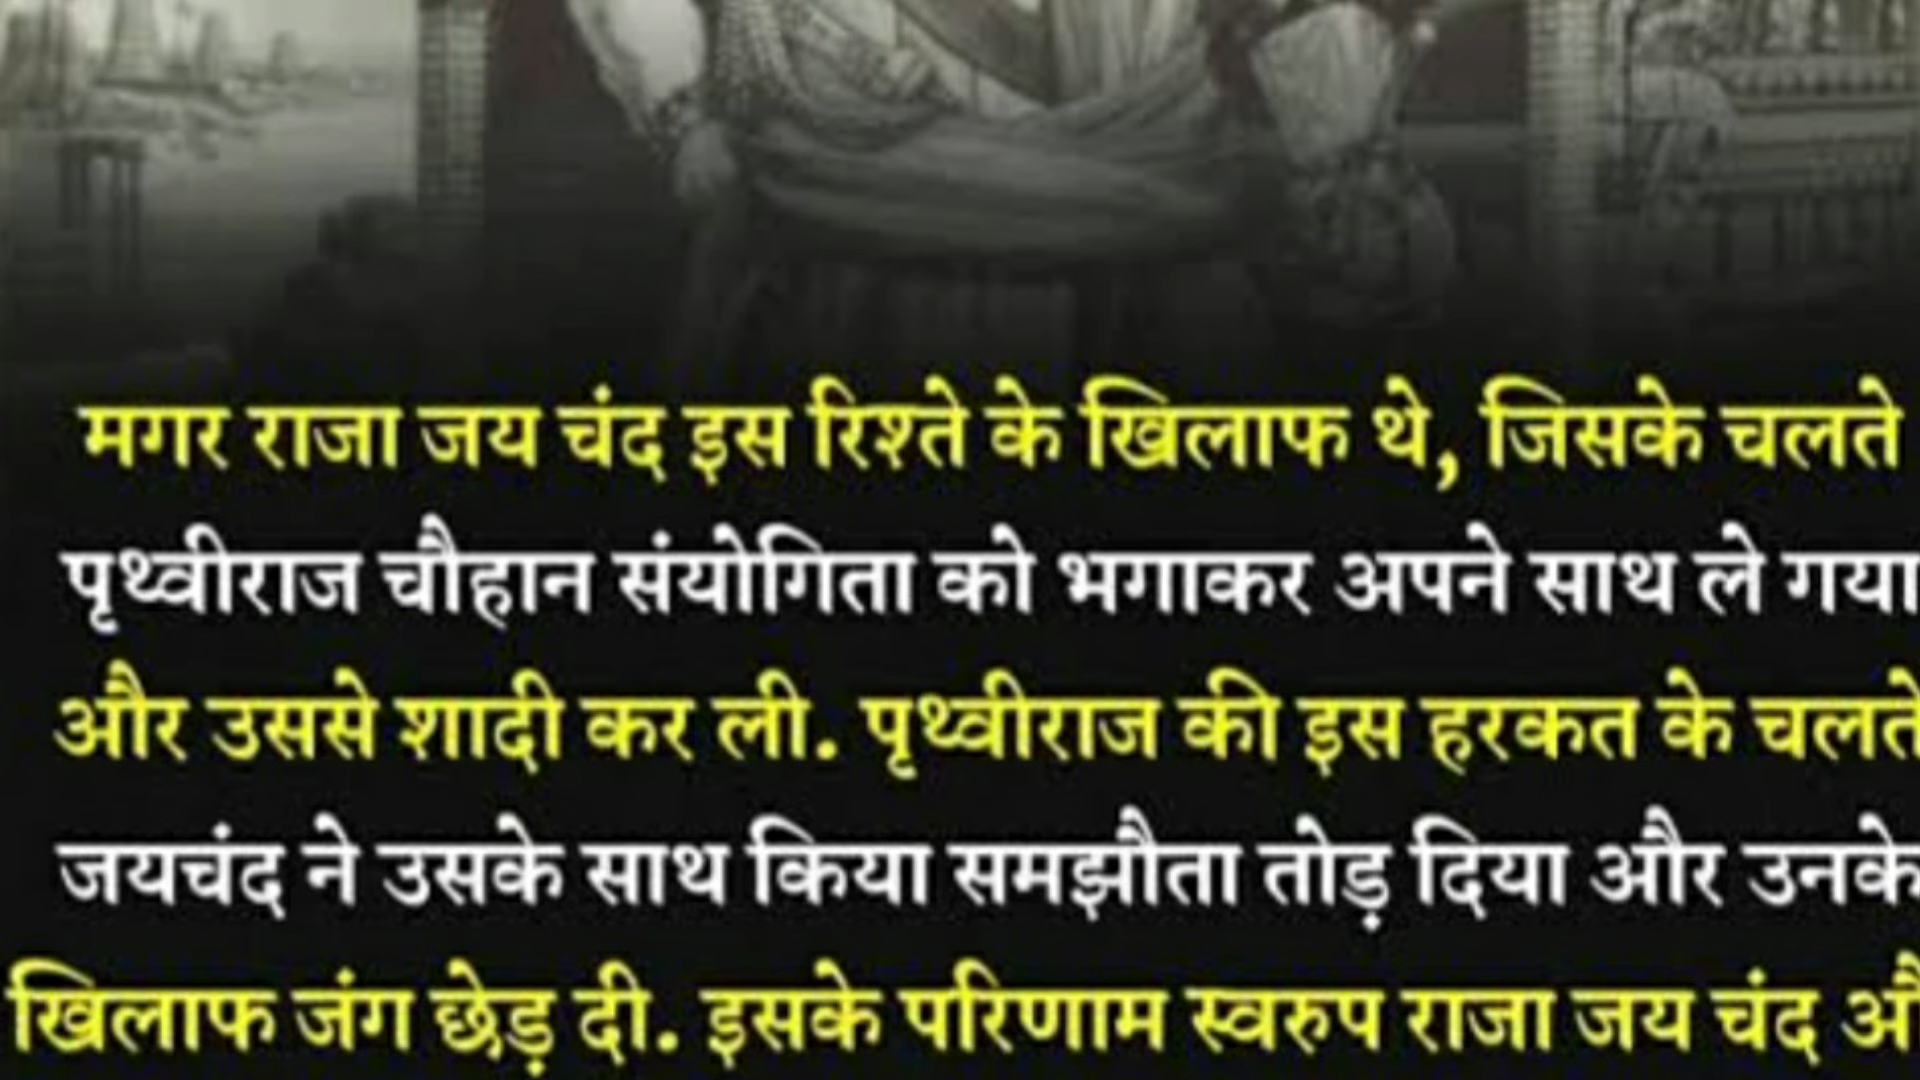 मगर राजा जय चंद इस रिश्ते के खिलाफ थे, जिसके चलते
पृथ्वीराज चौहान संयोगिता को भगाकर अपने साथ ले गया
और उससे शादी कर ली. पृथ्वीराज की इस हरकत के चलते
जयचंद ने उसके साथ किया समझौता तोड़ दिया और उनके
खिलाफ जंग छेड़ दी. इसके परिणाम स्वरुप राजा जय चंद औ